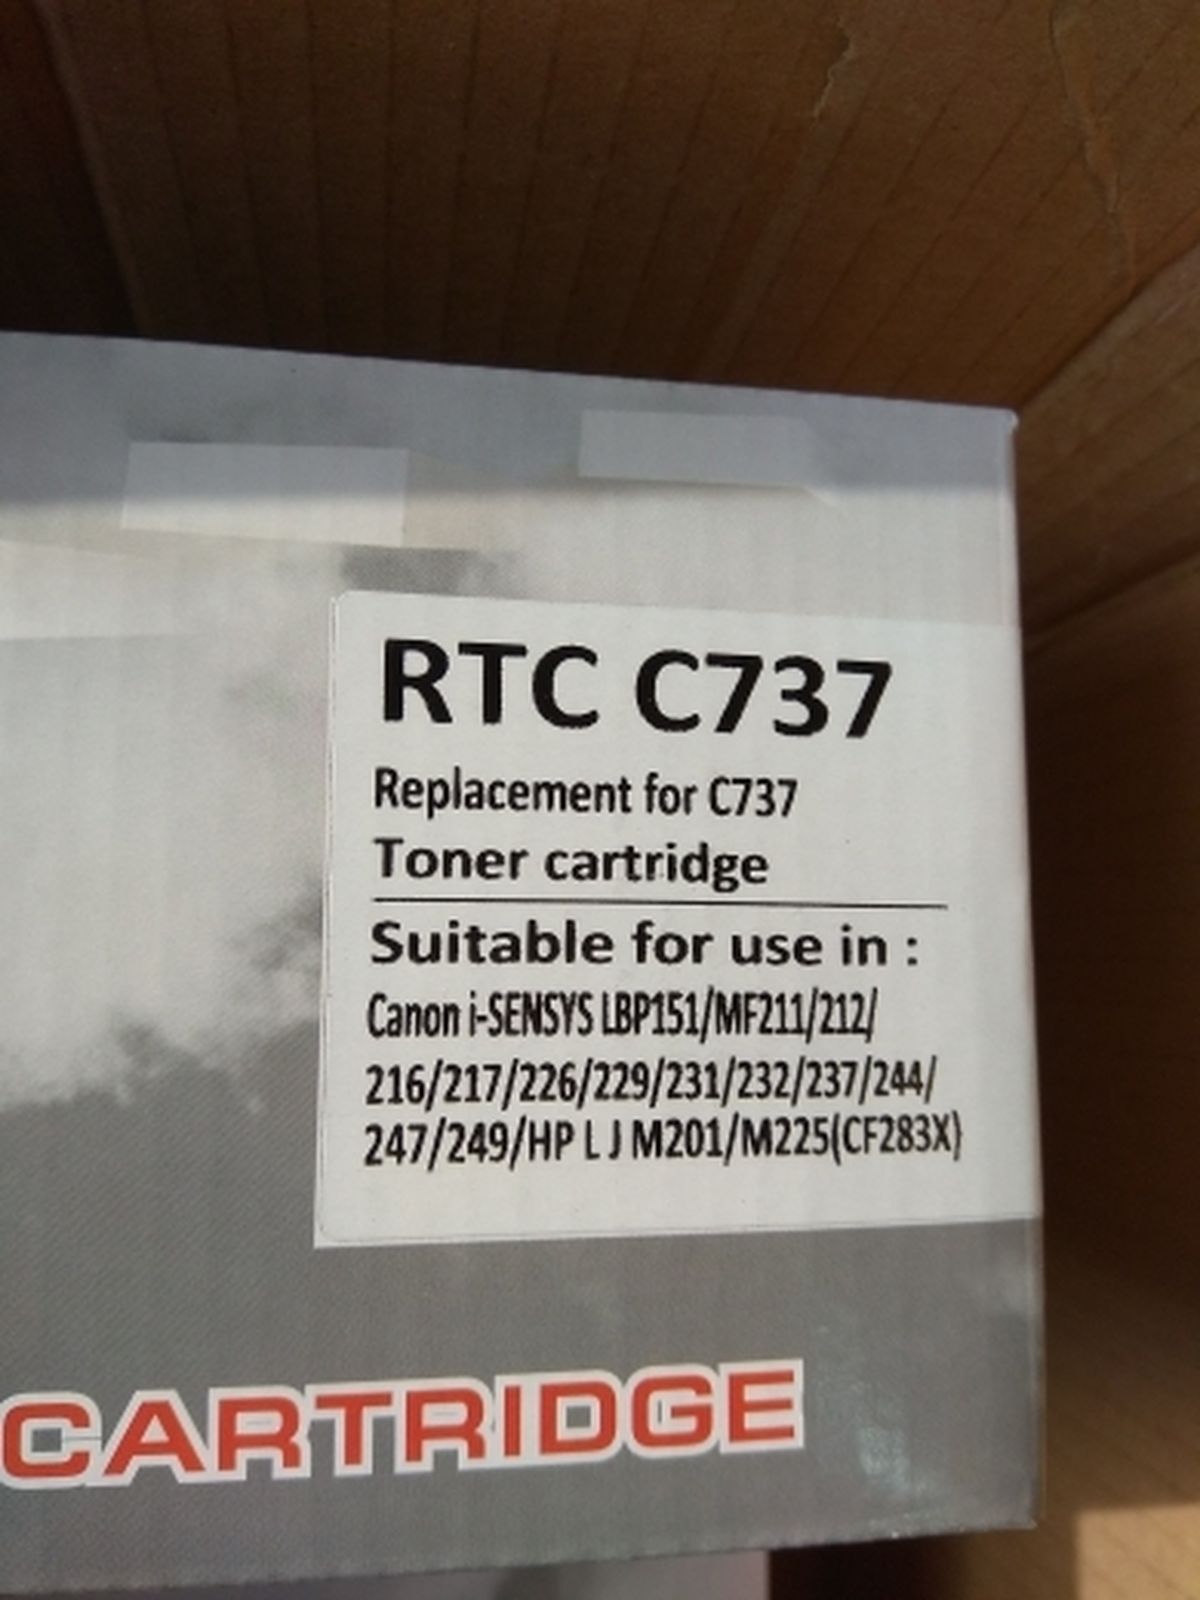 RTC C737
Replacement for C737
Toner cartridge
Suitable for use in :
Canon i-SENSYS LBP151/MF211/212/
216/217/226/229/231/232/237/244/
247/249/HP L J M201/M225(CF283X)
CARTRIDGE